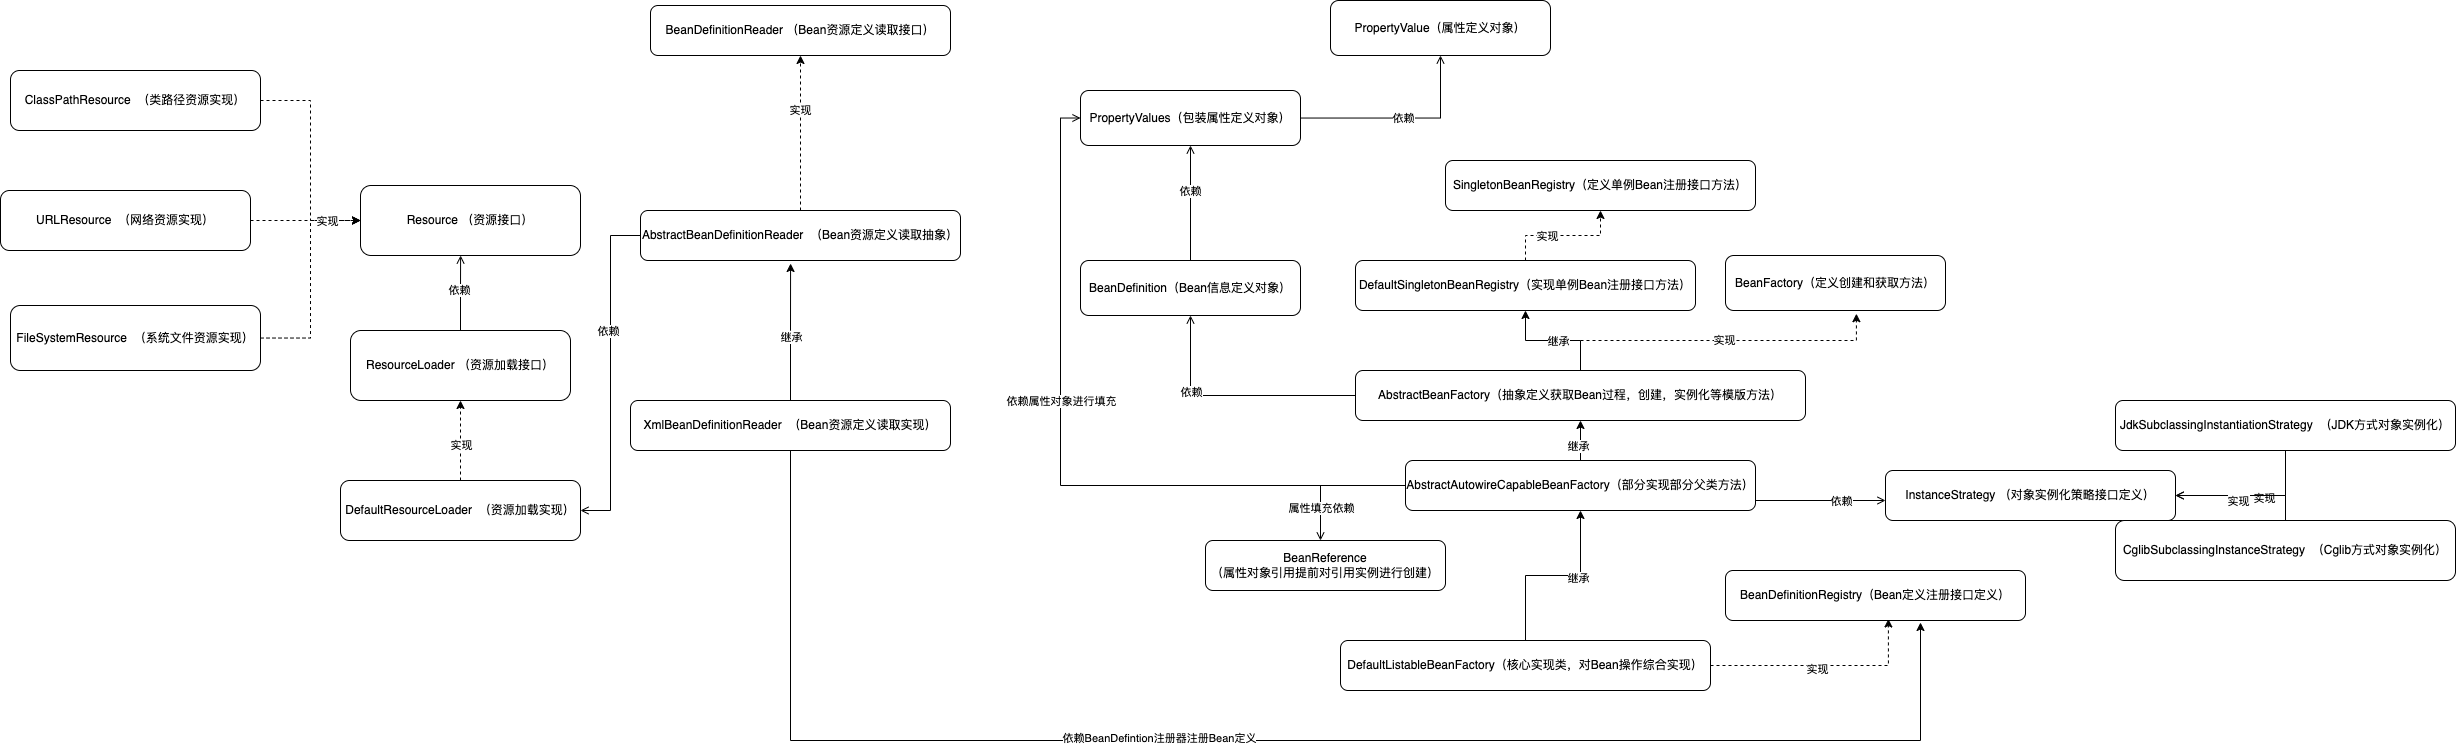 BeanDefinitionReader （Bean资源定义读取接口）
PropertyValue（属性定义对象）
ClassPathResource （类路径资源实现）
实现
PropertyValues（包装属性定义对象）
依赖
依赖
SingletonBeanRegistry（定义单例Bean注册接口方法）
URLResource （网络资源实现）
实现
Resource （资源接口）
AbstractBeanDefinitionReader （Bean资源定义读取抽象）
实现
依赖
BeanDefinition（Bean信息定义对象）
DefaultSingletonBeanRegistry（实现单例Bean注册接口方法）
BeanFactory（定义创建和获取方法）
FileSystemResource （系统文件资源实现）
依赖
继承
继承
实现
ResourceLoader （资源加载接口）
依赖
依赖属性对象进行填充
AbstractBeanFactory（抽象定义获取Bean过程，创建，实例化等模版方法）
XmlBeanDefinitionReader （Bean资源定义读取实现）
JdkSubclassingInstantiationStrategy （JDK方式对象实例化）
实现
继承
AbstractAutowireCapableBeanFactory（部分实现部分父类方法）
依赖
InstanceStrategy （对象实例化策略接口定义）
实现
实现
DefaultResourceLoader （资源加载实现）
属性填充依赖
CglibSubclassingInstanceStrategy （Cglib方式对象实例化）
BeanReference
（属性对象引用提前对引用实例进行创建）
继承
BeanDefinitionRegistry（Bean定义注册接口定义）
DefaultListableBeanFactory（核心实现类，对Bean操作综合实现）
实现
依赖BeanDefintion注册器注册Bean定义